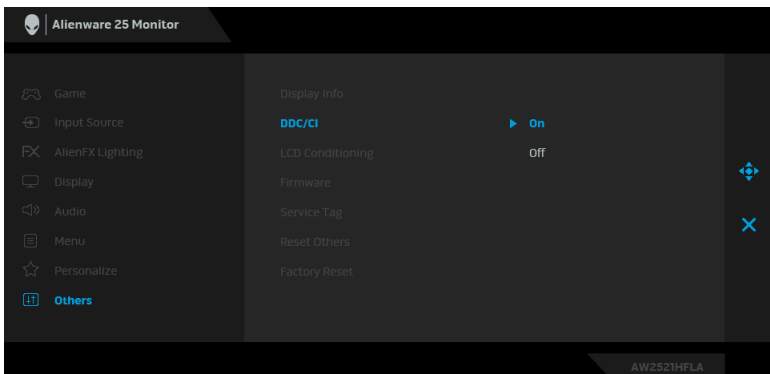 Alienware 25 Monitor
Game
Input Source
FX AlienFX Lighting
Display
Audio
Menu
Personalize
Others
Display Info
DDC/CI On
LCD Conditioning Off
Firmware
Service Tag
Reset Others
Factory Reset
AW2521HFLA